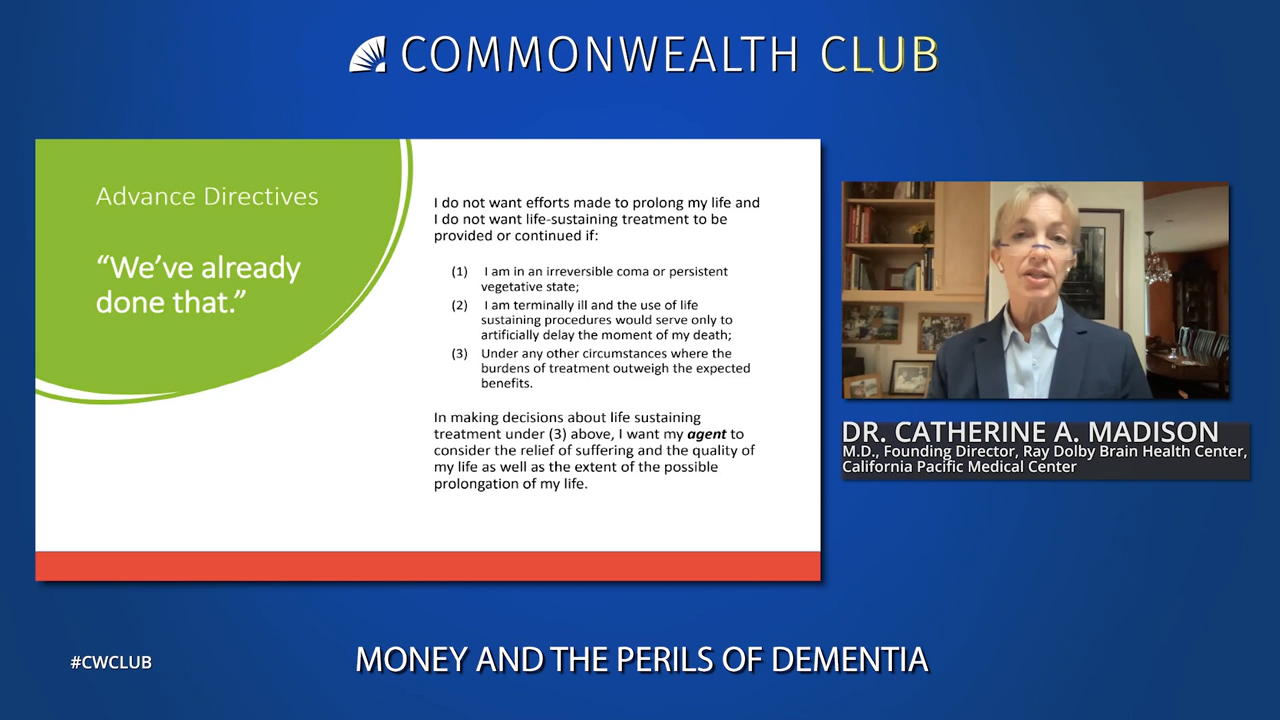 COMMONWEALTH CLUB
Advance Directives
“We’ve already
done that.”
I do not want efforts made to prolong my life and
I do not want life-sustaining treatment to be
provided or continued if:
(1) I am in an irreversible coma or persistent
vegetative state;
(2) I am terminally ill and the use of life
sustaining procedures would serve only to
artificially delay the moment of my death;
(3) Under any other circumstances where the
burdens of treatment outweigh the expected
benefits.
In making decisions about life sustaining
treatment under (3) above, I want my agent to
consider the relief of suffering and the quality of
my life as well as the extent of the possible
prolongation of my life.
DR. CATHERINE A. MADISON
M.D., Founding Director, Ray Dolby Brain Health Center,
California Pacific Medical Center
#CWCLUB
MONEY AND THE PERILS OF DEMENTIA